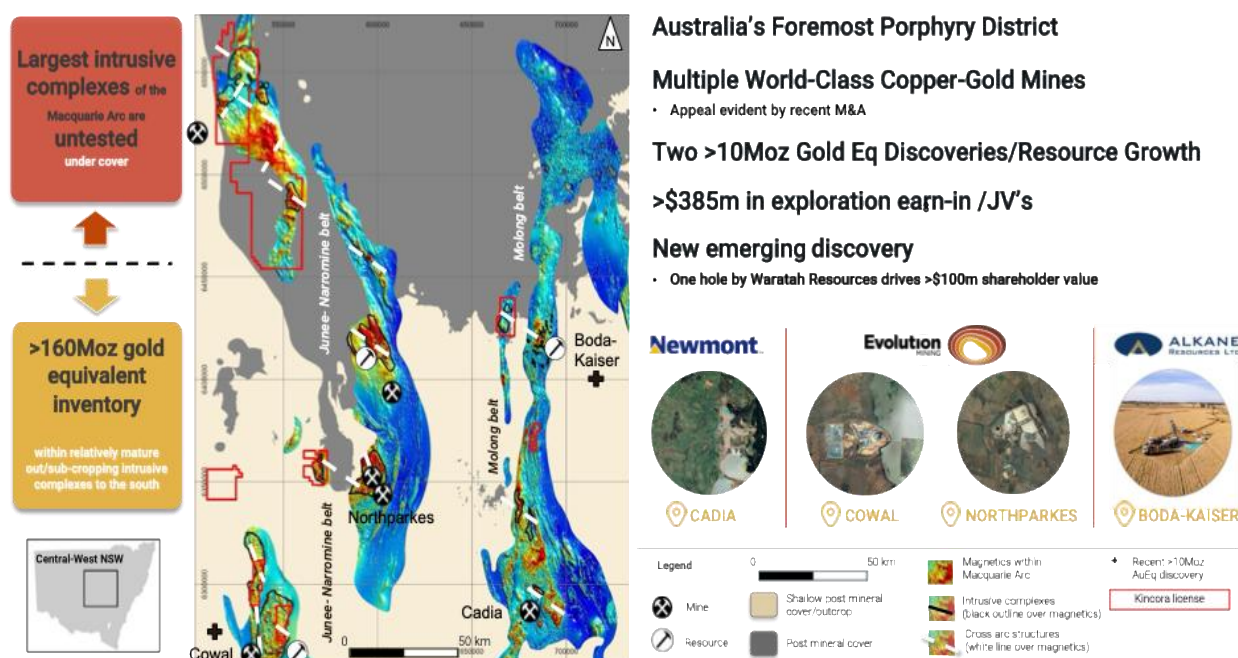 Largest intrusive
complexes of the
Macquarie Arc are
untested
under cover
>160Moz gold
equivalent
inventory
within relatively mature
out/sub-cropping intrusive
complexes to the south
Central-West NSW
N
Junee- Narromine belt
Molong belt
Boda-
Kaiser
Molong belt
Northparkes
Junee- Narromine belt
Cadia
Cowal
0 50 km
Australia's Foremost Porphyry District
Multiple World-Class Copper-Gold Mines
• Appeal evident by recent M&A
Two >10Moz Gold Eq Discoveries/Resource Growth
>$385m in exploration earn-in /JV's
New emerging discovery
• One hole by Waratah Resources drives >$100m shareholder value
Newmont
Evolution
MINING
ALKANE
RESOURCES LTD
CADIA
COWAL
NORTHPARKES
BODA-KAISER
Legend
0 50 km
Mine
Resource
Shallow post mineral
cover/outcrop
Post mineral cover
Magnetics within
Macquarie Arc
Intrusive complexes
(black outline over magnetics)
Cross arc structures
(white line over magnetics)
Recent >10Moz
AuEq discovery
Kincora license